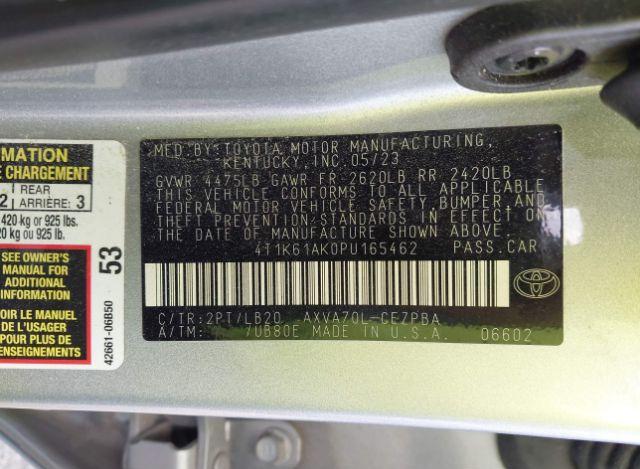 MFD BY: TOYOTA MOTOR MANUFACTURING,
KENTUCKY, INC. 05/23
GVWR 4475LB GAWR FR 2620LB RR 2420LB
THIS VEHICLE CONFORMS TO ALL APPLICABLE
FEDERAL MOTOR VEHICLE SAFETY, BUMPER, AND
THEFT PREVENTION STANDARDS IN EFFECT ON
THE DATE OF MANUFACTURE SHOWN ABOVE.
4T1K61AK0PU165462 PASS.CAR
C/TR:2PT/LB20 AXVA70L-CEZPBA
A/TM: /UB80E MADE IN U.S.A. 06602
MATION
CHARGEMENT
REAR
2 ARRIÈRE: 3
420 kg or 925 lbs.
20 kg ou 925 lb.
SEE OWNER'S
MANUAL FOR
ADDITIONAL
INFORMATION
VOIR LE MANUEL
DE L'USAGER
POUR PLUS DE
RENSEIGNEMENTS
53
42661-06B50